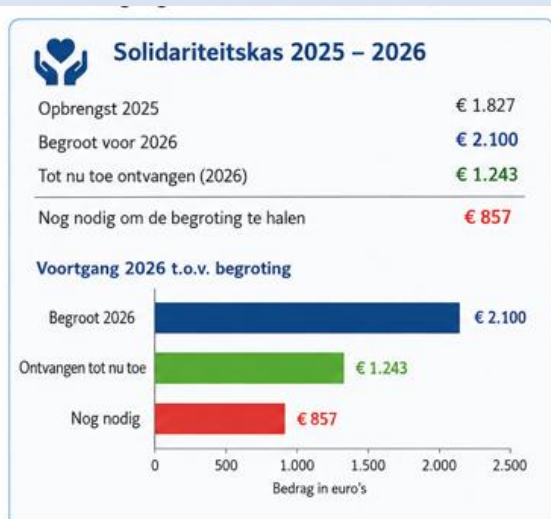 Solidariteitskas 2025 – 2026
Opbrengst 2025 € 1.827
Begroot voor 2026 € 2.100
Tot nu toe ontvangen (2026) € 1.243
Nog nodig om de begroting te halen € 857
Voortgang 2026 t.o.v. begroting
Begroot 2026 € 2.100
Ontvangen tot nu toe € 1.243
Nog nodig € 857
0 500 1.000 1.500 2.000 2.500
Bedrag in euro's